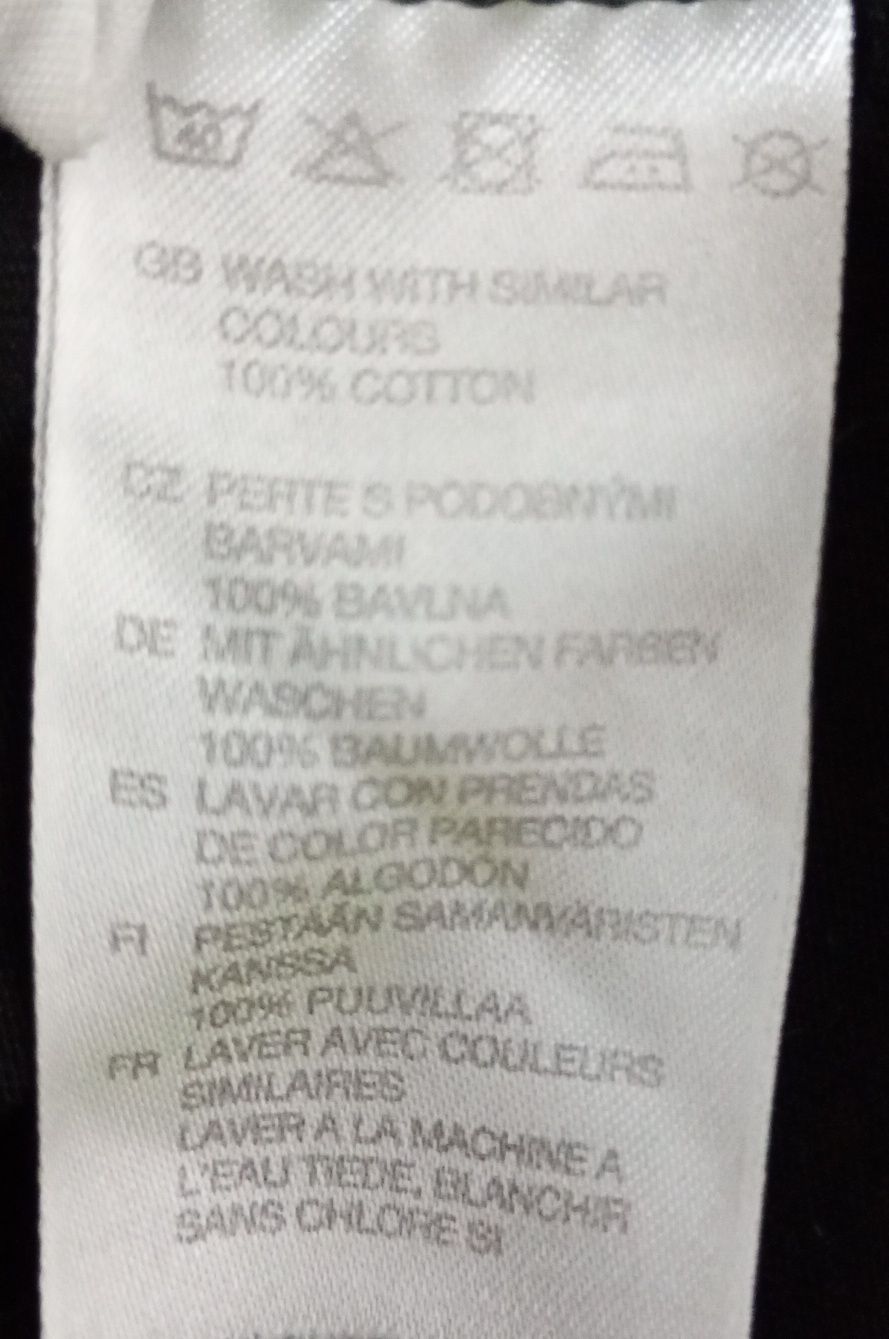 40
GB WASH WITH SIMILAR
COLOURS
100% COTTON
CZ PERTE S PODOBNÝMI
BARVAMI
100% BAVLNA
DE MIT ÄHNLICHEN FARBEN
WASCHEN
100% BAUMWOLLE
ES LAVAR CON PRENDAS
DE COLOR PARECIDO
100% ALGODÓN
FI PESTÄÄN SAMANVÄRISTEN
KANSSA
100% PUUVILLAA
FR LAVER AVEC COULEURS
SIMILAIRES
LAVER A LA MACHINE A
L'EAU TIEDE, BLANCHIR
SANS CHLORE SI